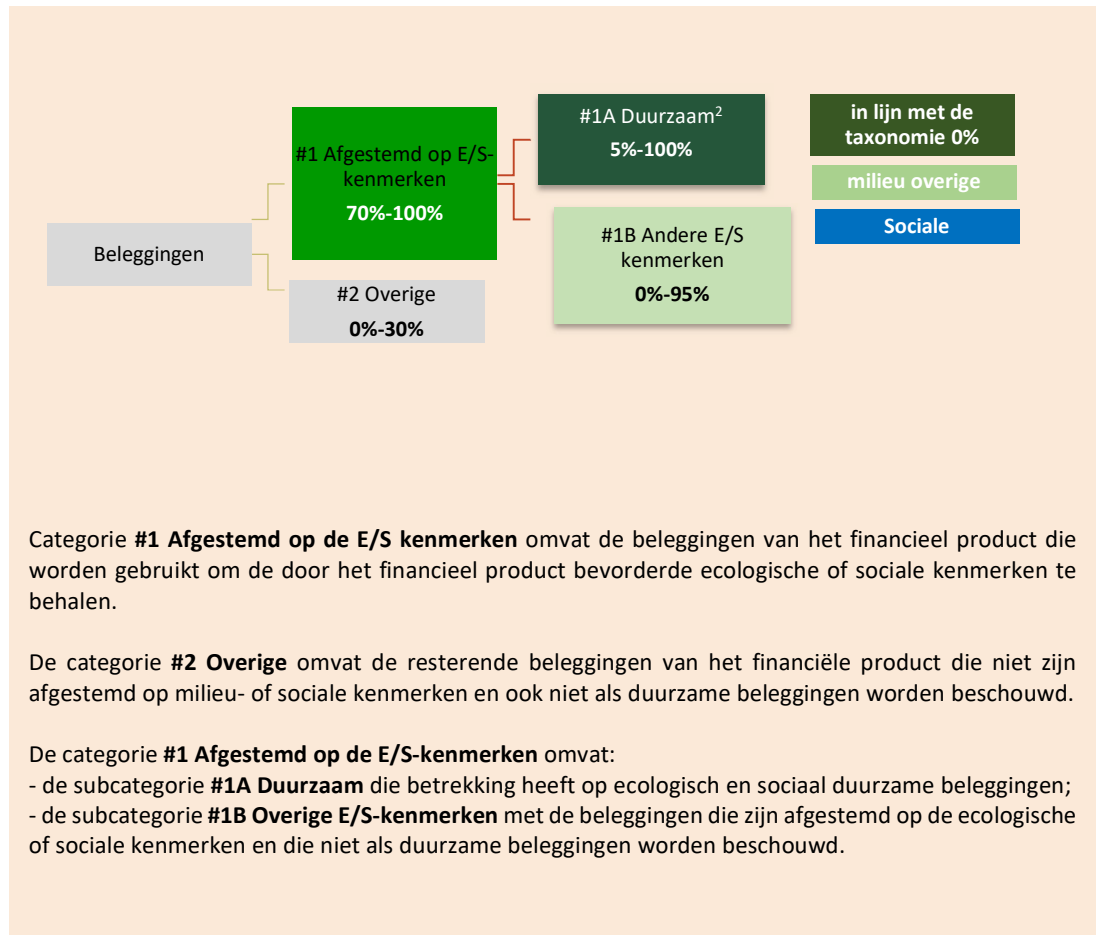 Beleggingen
#1 Afgestemd op E/S-
kenmerken
70%-100%
#2 Overige
0%-30%
#1A Duurzaam²
5%-100%
#1B Andere E/S
kenmerken
0%-95%
in lijn met de
taxonomie 0%
milieu overige
Sociale
Categorie #1 Afgestemd op de E/S kenmerken omvat de beleggingen van het financieel product die
worden gebruikt om de door het financieel product bevorderde ecologische of sociale kenmerken te
behalen.
De categorie #2 Overige omvat de resterende beleggingen van het financiële product die niet zijn
afgestemd op milieu- of sociale kenmerken en ook niet als duurzame beleggingen worden beschouwd.
De categorie #1 Afgestemd op de E/S-kenmerken omvat:
- de subcategorie #1A Duurzaam die betrekking heeft op ecologisch en sociaal duurzame beleggingen;
- de subcategorie #1B Overige E/S-kenmerken met de beleggingen die zijn afgestemd op de ecologische
of sociale kenmerken en die niet als duurzame beleggingen worden beschouwd.